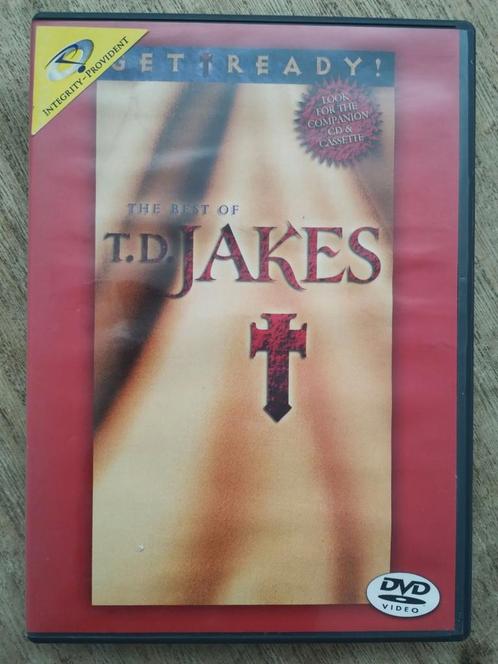 INTEGRITY-PROVIDENT
GET READY!
LOOK
FOR THE
COMPANION
CD &
CASSETTE
THE BEST OF
T.D. JAKES
DVD
VIDEO